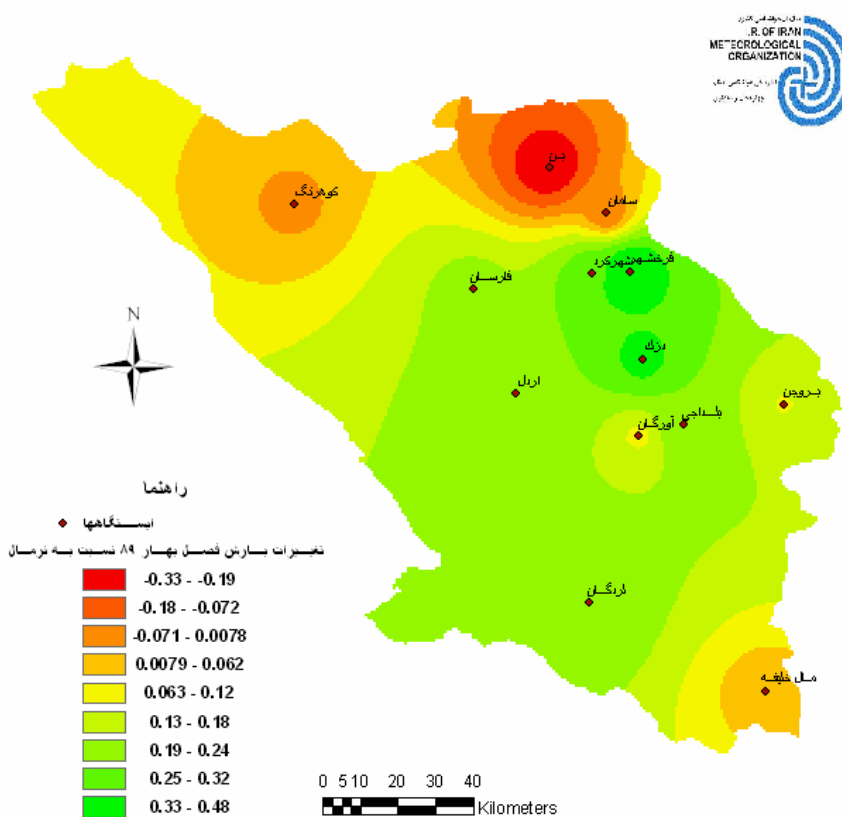 .R. OF IRAN
METEOROLOGICAL
ORGANIZATION
بن
کوهرنگ
سامان
شهرکرد
فرخشهر
فارسان
دزک
اردل
بروجن
بلداجی
آورگان
لردگان
مال خلیفه
N
راهنما
ایستگاهها
تغییرات بارش فصل بهار ۸۹ نسبت به نرمال
-0.33 - -0.19
-0.18 - -0.072
-0.071 - 0.0078
0.0079 - 0.062
0.063 - 0.12
0.13 - 0.18
0.19 - 0.24
0.25 - 0.32
0.33 - 0.48
0 5 10 20 30 40
Kilometers